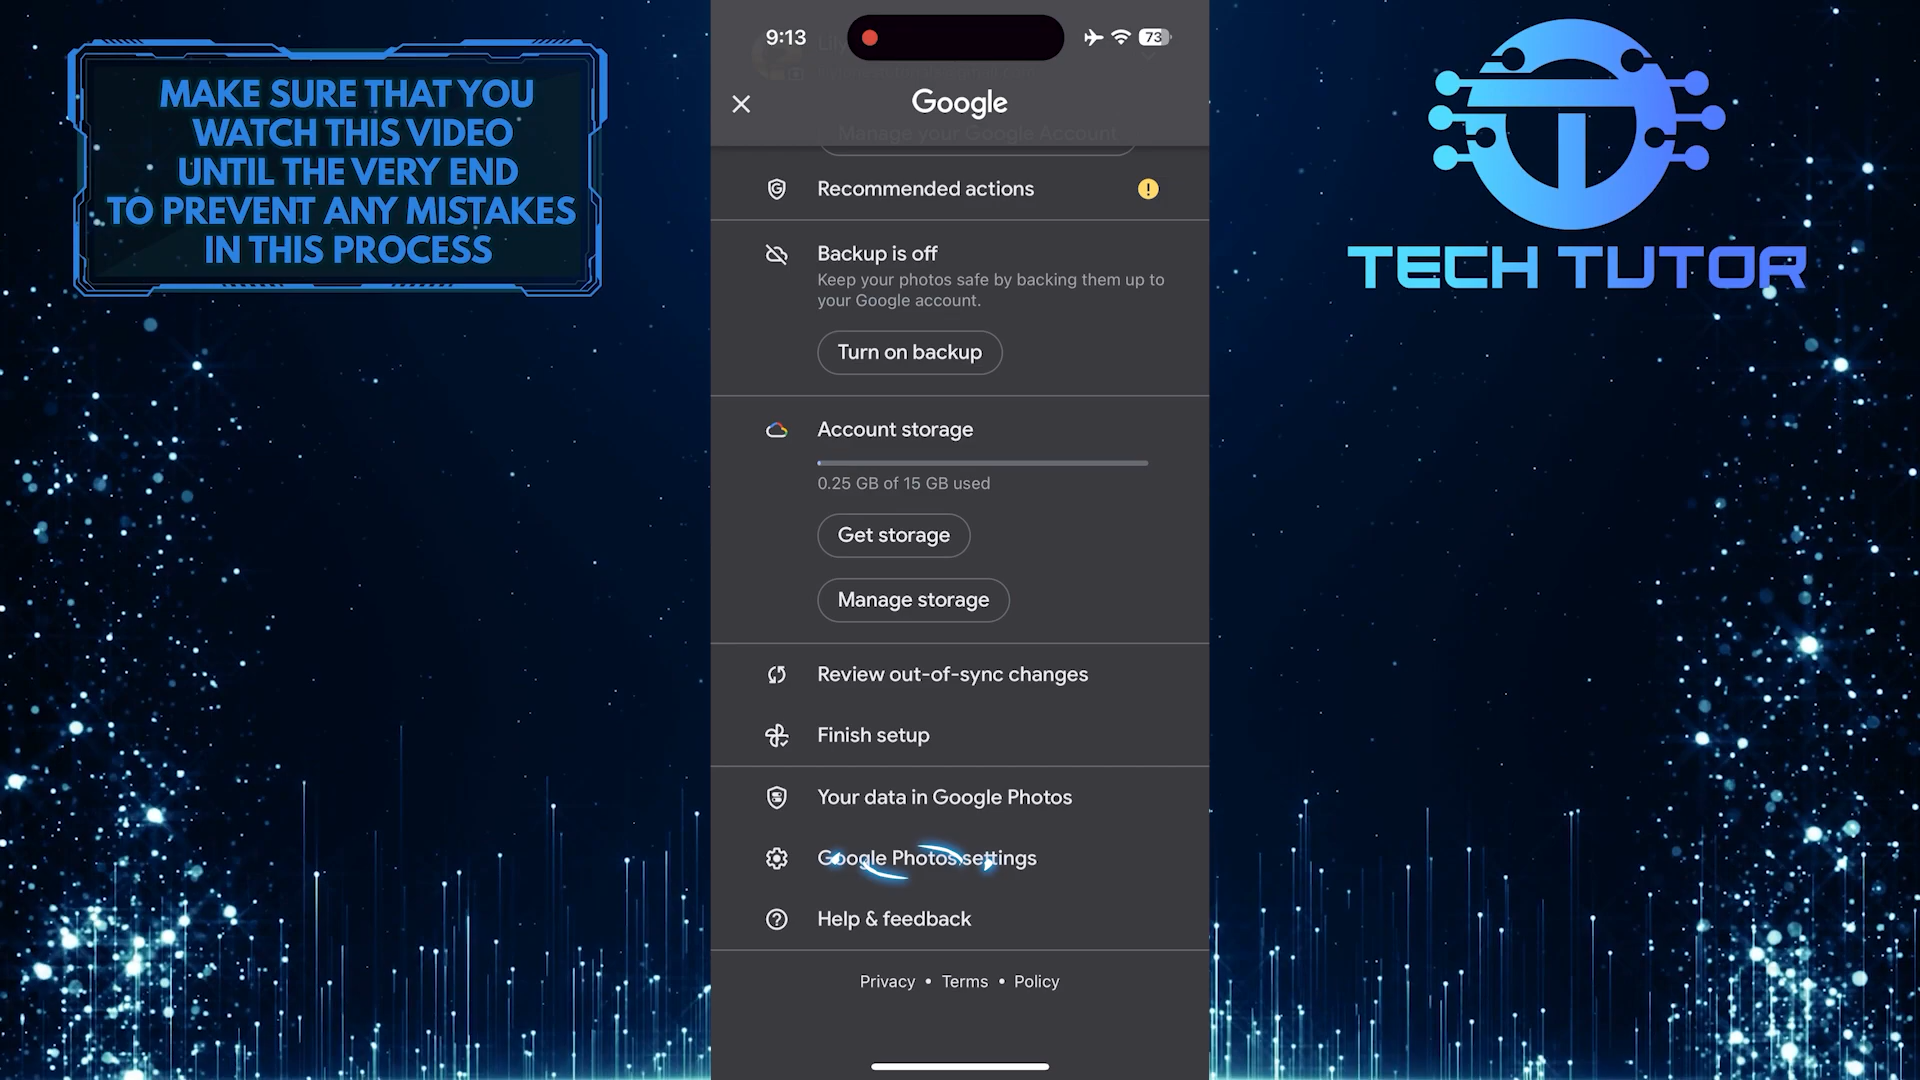 MAKE SURE THAT YOU
WATCH THIS VIDEO
UNTIL THE VERY END
TO PREVENT ANY MISTAKES
IN THIS PROCESS
9:13
73
Google
Manage your Google Account
Recommended actions
Backup is off
Keep your photos safe by backing them up to
your Google account.
Turn on backup
Account storage
0.25 GB of 15 GB used
Get storage
Manage storage
Review out-of-sync changes
Finish setup
Your data in Google Photos
Google Photos settings
Help & feedback
Privacy • Terms • Policy
TECH TUTOR